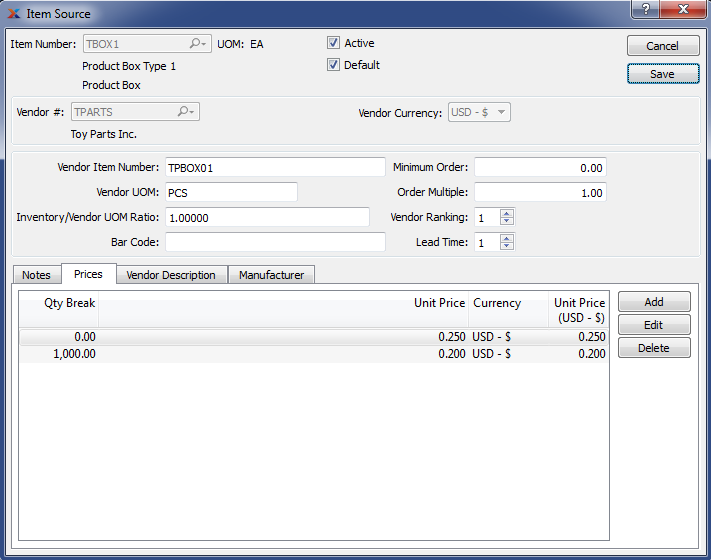 Item Source
Item Number: TBOX1 UOM: EA Active Cancel
Product Box Type 1 Default
Product Box Save
Vendor #: TPARTS Vendor Currency: USD - $
Toy Parts Inc.
Vendor Item Number: TPBOX01 Minimum Order: 0.00
Vendor UOM: PCS Order Multiple: 1.00
Inventory/Vendor UOM Ratio: 1.00000 Vendor Ranking: 1
Bar Code: Lead Time: 1
Notes Prices Vendor Description Manufacturer
Qty Break Unit Price Currency Unit Price Add
(USD - $)
Edit
0.00 0.250 USD - $ 0.250
Delete
1,000.00 0.200 USD - $ 0.200